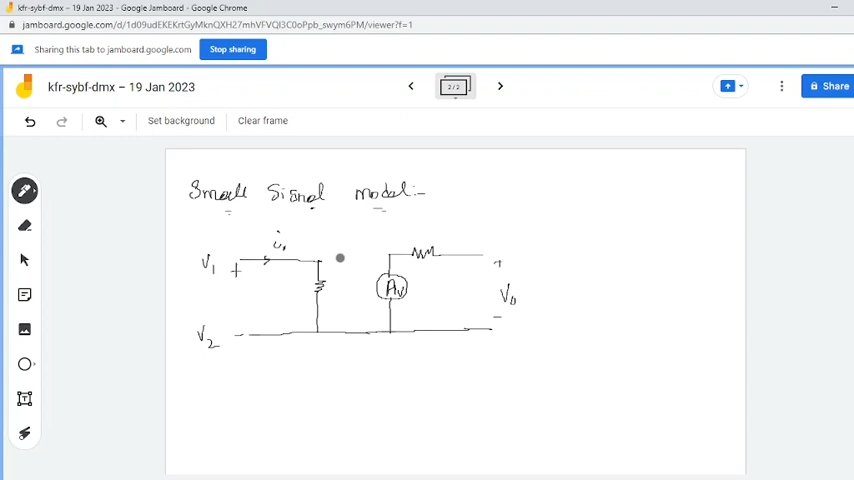 kfr-sybf-dmx – 19 Jan 2023 - Google Jamboard - Google Chrome
jamboard.google.com/d/1d09udEKEKrtGyMknQXH27mhVFVQI3C0oPpb_swym6PM/viewer?f=1
Sharing this tab to jamboard.google.com Stop sharing
kfr-sybf-dmx – 19 Jan 2023 2 / 2 Share
Set background Clear frame
Small Signal model:-
V1 + +
Av Vo
V2 - -